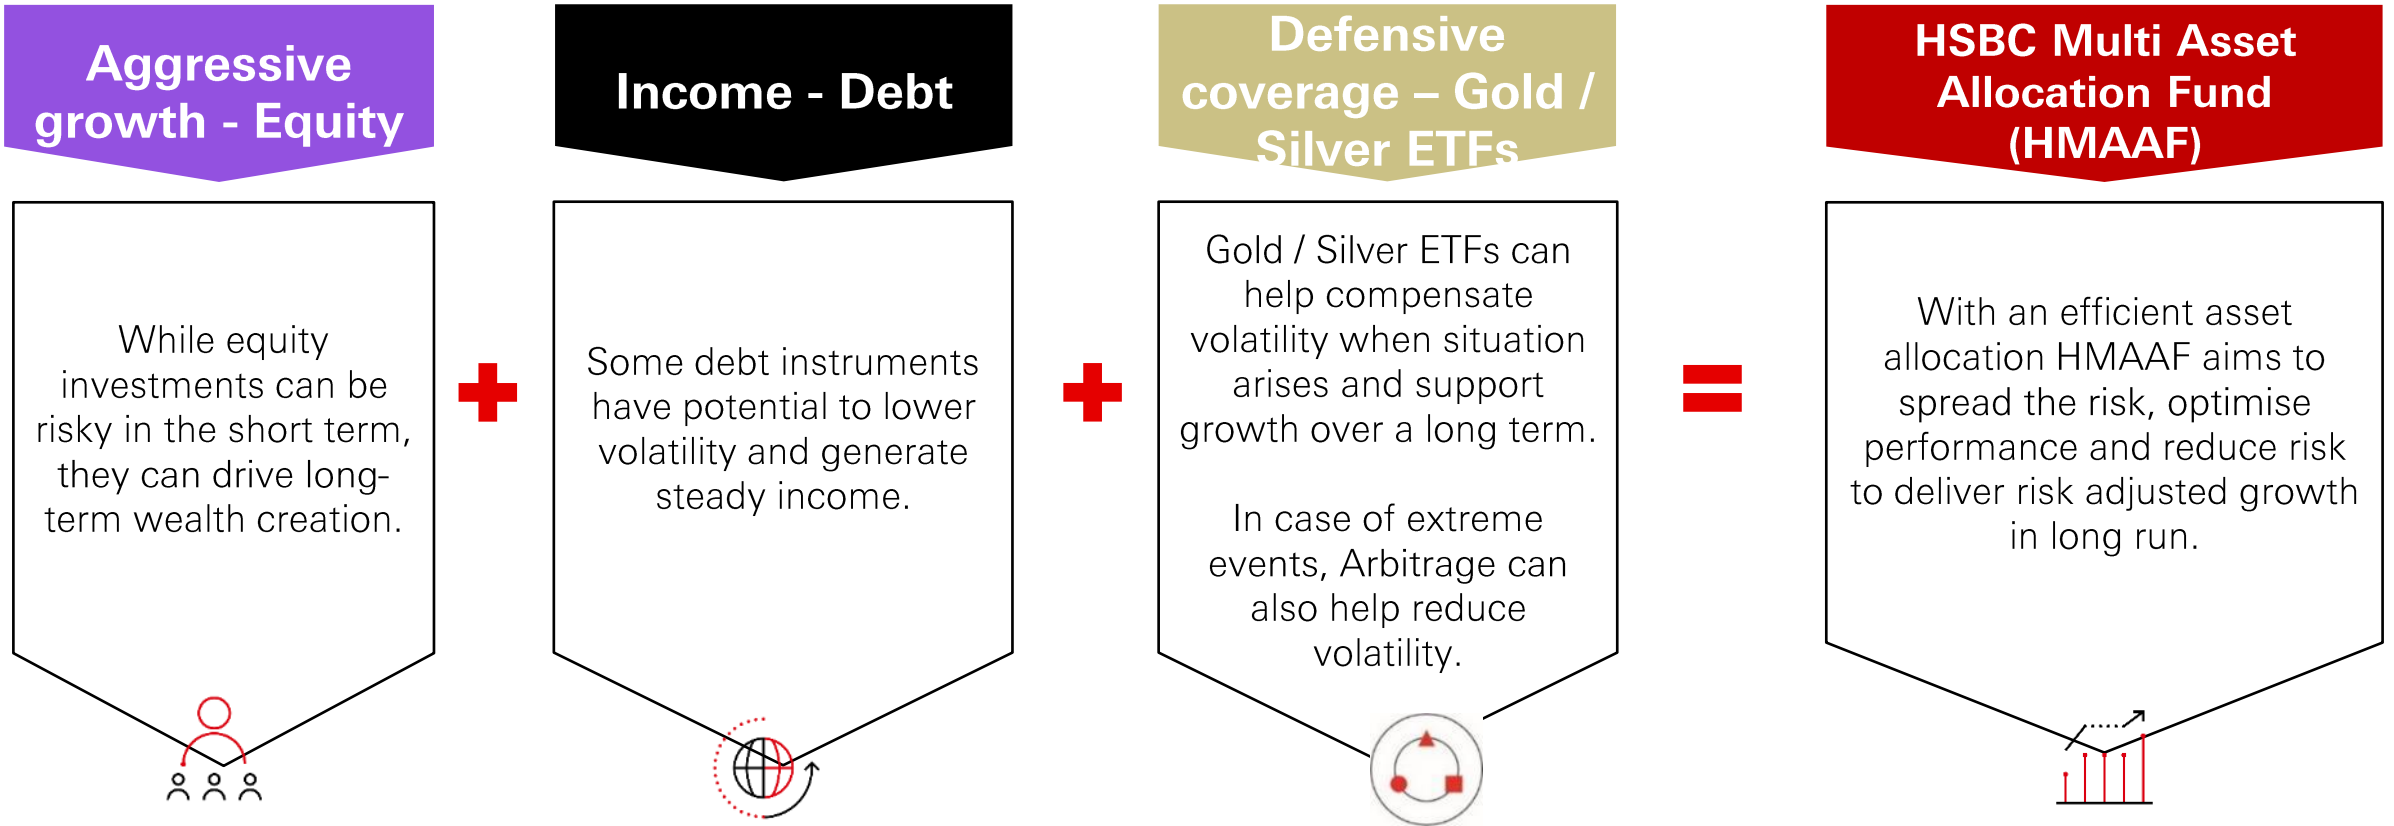 Aggressive
growth - Equity
While equity
investments can be
risky in the short term,
they can drive long-
term wealth creation.
Income - Debt
Some debt instruments
have potential to lower
volatility and generate
steady income.
Defensive
coverage – Gold /
Silver ETFs
Gold / Silver ETFs can
help compensate
volatility when situation
arises and support
growth over a long term.
In case of extreme
events, Arbitrage can
also help reduce
volatility.
HSBC Multi Asset
Allocation Fund
(HMAAF)
With an efficient asset
allocation HMAAF aims to
spread the risk, optimise
performance and reduce risk
to deliver risk adjusted growth
in long run.